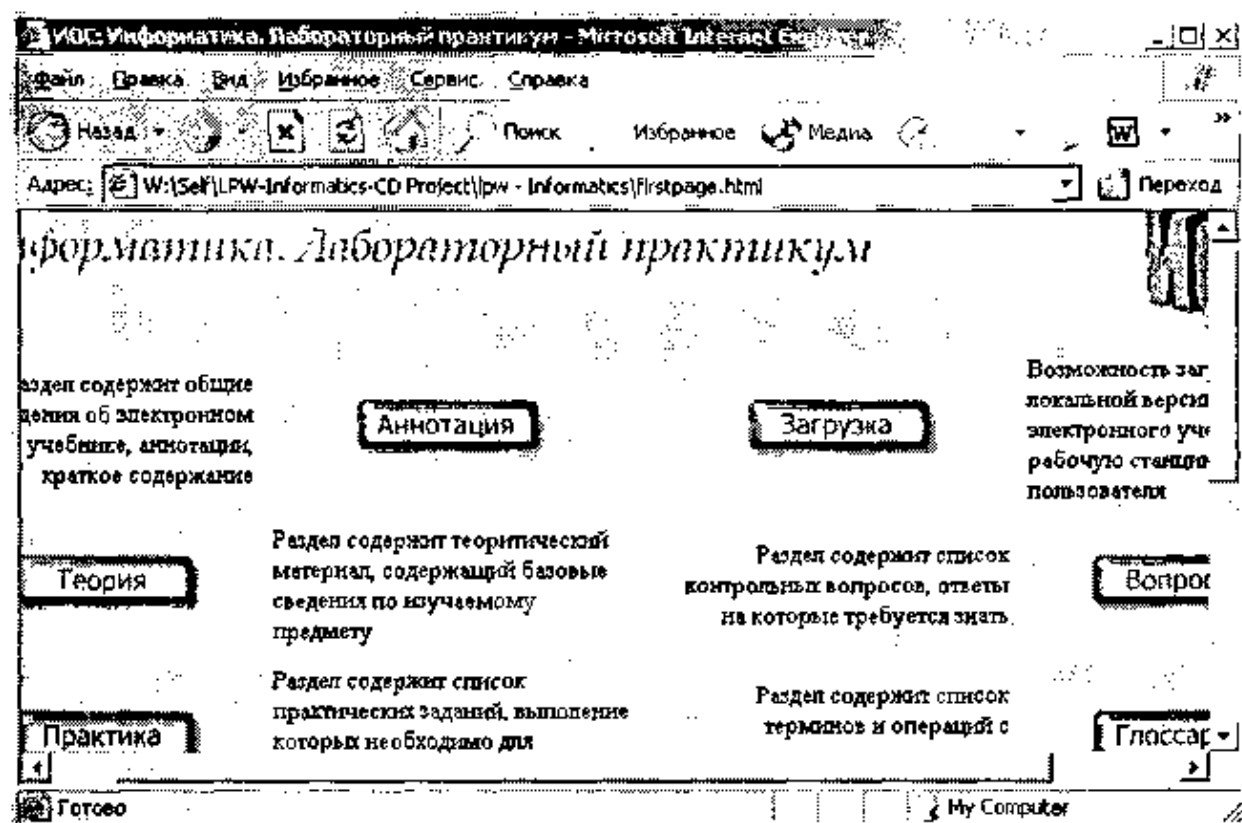 ИОС: Информатика. Лабораторный практикум - Microsoft Internet Explorer
Файл Правка Вид Избранное Сервис Справка
Назад Поиск Избранное Медиа
Адрес: W:\Self\LPW-Informatics-CD Project\lpw - Informatics\firstpage.html Переход
нформатика. Лабораторный практикум
аздел содержит общие
дения об электронном
учебнике, аннотации,
краткое содержание
Аннотация
Загрузка
Возможность заг
локальной верси
электронного уче
рабочую станци
пользователя
Теория
Раздел содержит теоритический
материал, содержащий базовые
сведения по изучаемому
предмету
Раздел содержит список
контрольных вопросов, ответы
на которые требуется знать.
Вопрос
Практика
Раздел содержит список
практических заданий, выполение
которых необходимо для
Раздел содержит список
терминов и операций с
Глоссар
Готово My Computer